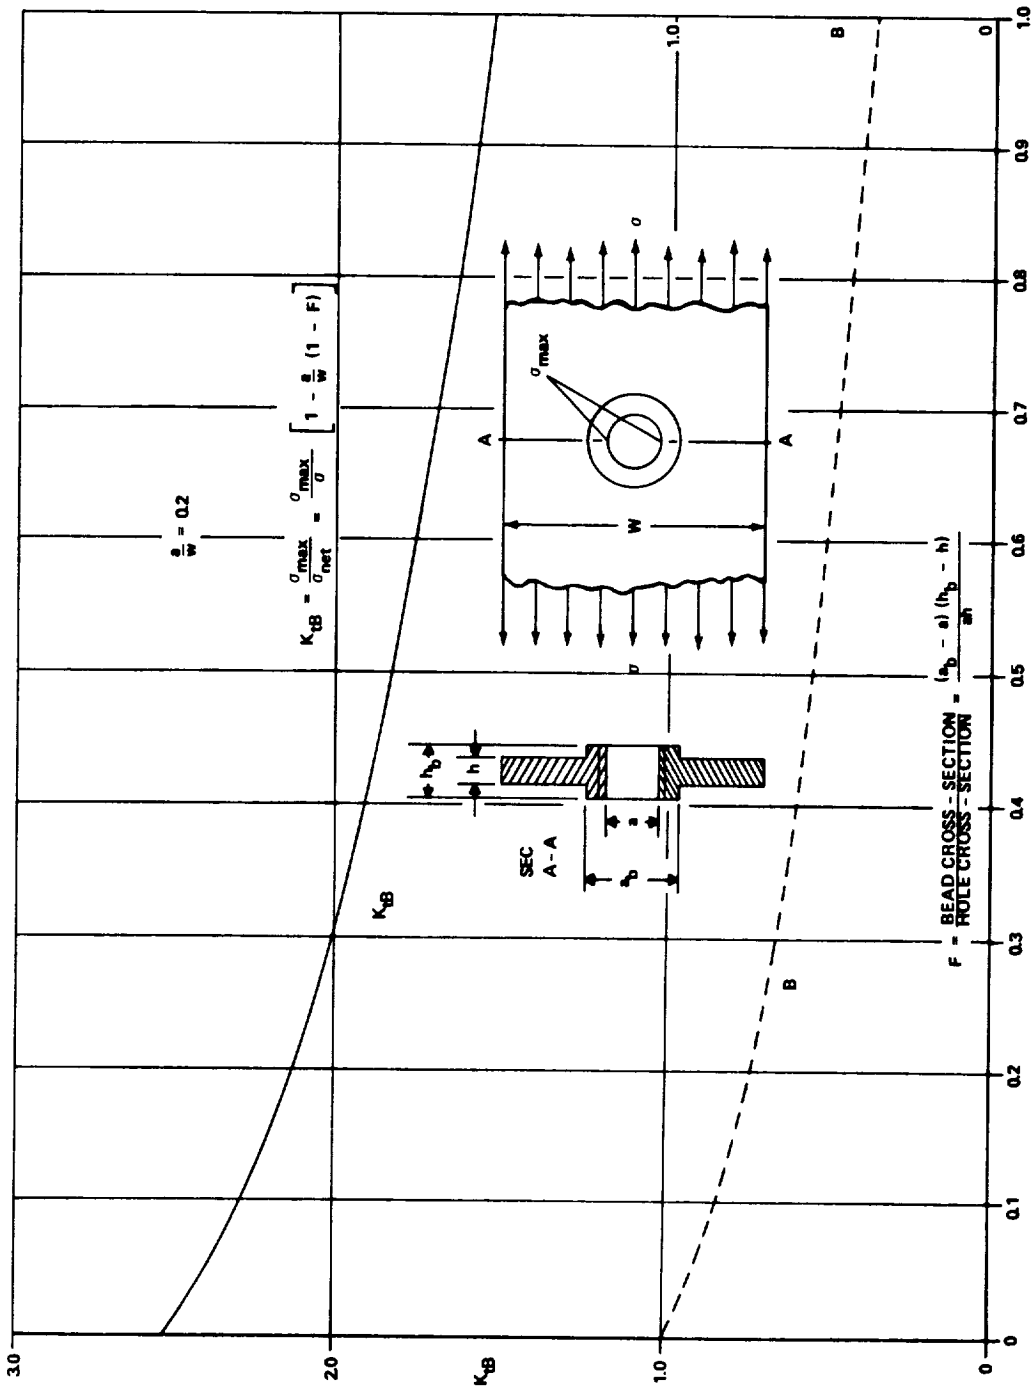 3.0
2.0
1.0
0
K_tB
a/w = 0.2
K_tB = σ_max/σ_net = σ_max/σ [1 - a/w (1 - F)]
K_tB
SEC
A - A
h_b
h
a
a_b
A
A
W
σ_max
σ
σ
B
B
1.0
0
F = BEAD CROSS - SECTION / HOLE CROSS - SECTION = (a_b - a) (h_b - h) / ah
0
0.1
0.2
0.3
0.4
0.5
0.6
0.7
0.8
0.9
1.0